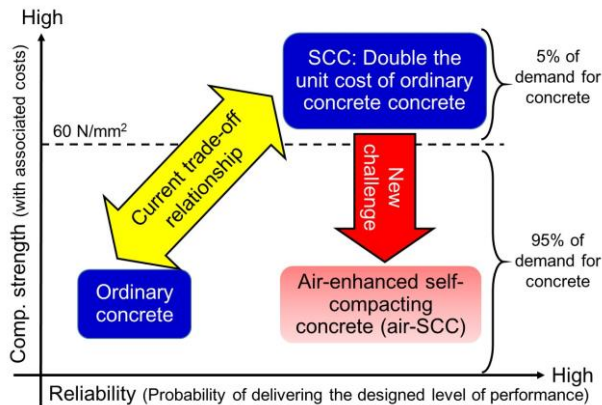 High
SCC: Double the
unit cost of ordinary
concrete concrete
5% of
demand for
concrete
60 N/mm²
Current trade-off
relationship
New
challenge
Comp. strength (with associated costs)
95% of
demand for
concrete
Ordinary
concrete
Air-enhanced self-
compacting
concrete (air-SCC)
High
Reliability (Probability of delivering the designed level of performance)